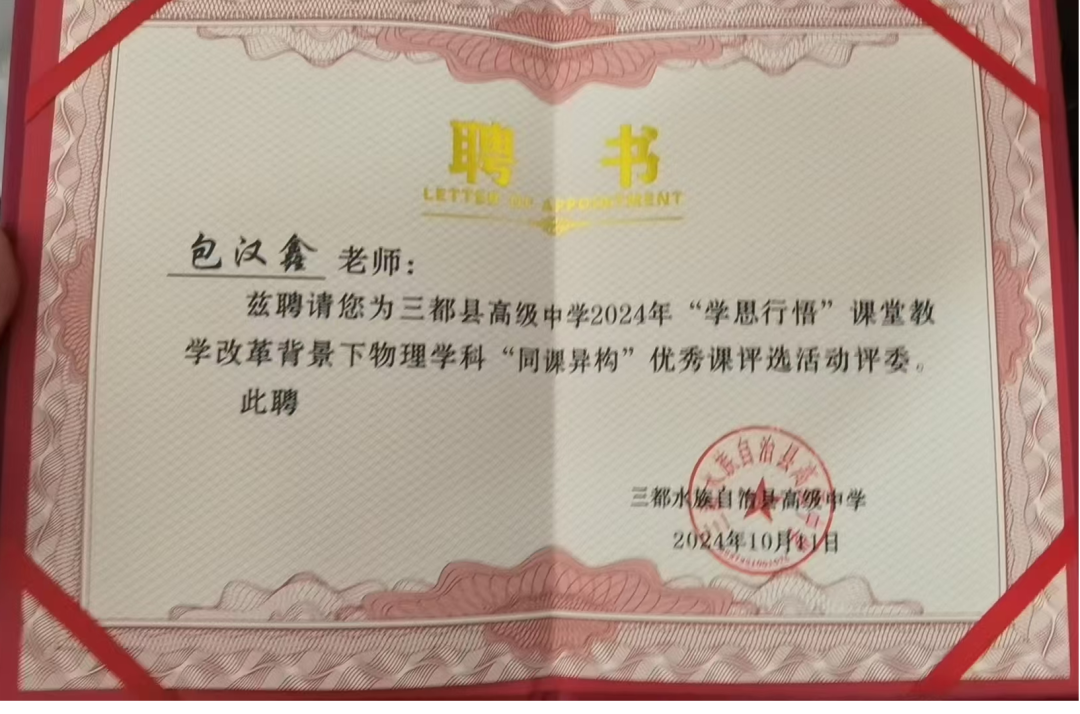 聘书
LETTER OF APPOINTMENT
包汉鑫 老师：
兹聘请您为三都县高级中学2024年“学思行悟”课堂教
学改革背景下物理学科“同课异构”优秀课评选活动评委。
此聘
三都水族自治县高级中学
2024年10月11日